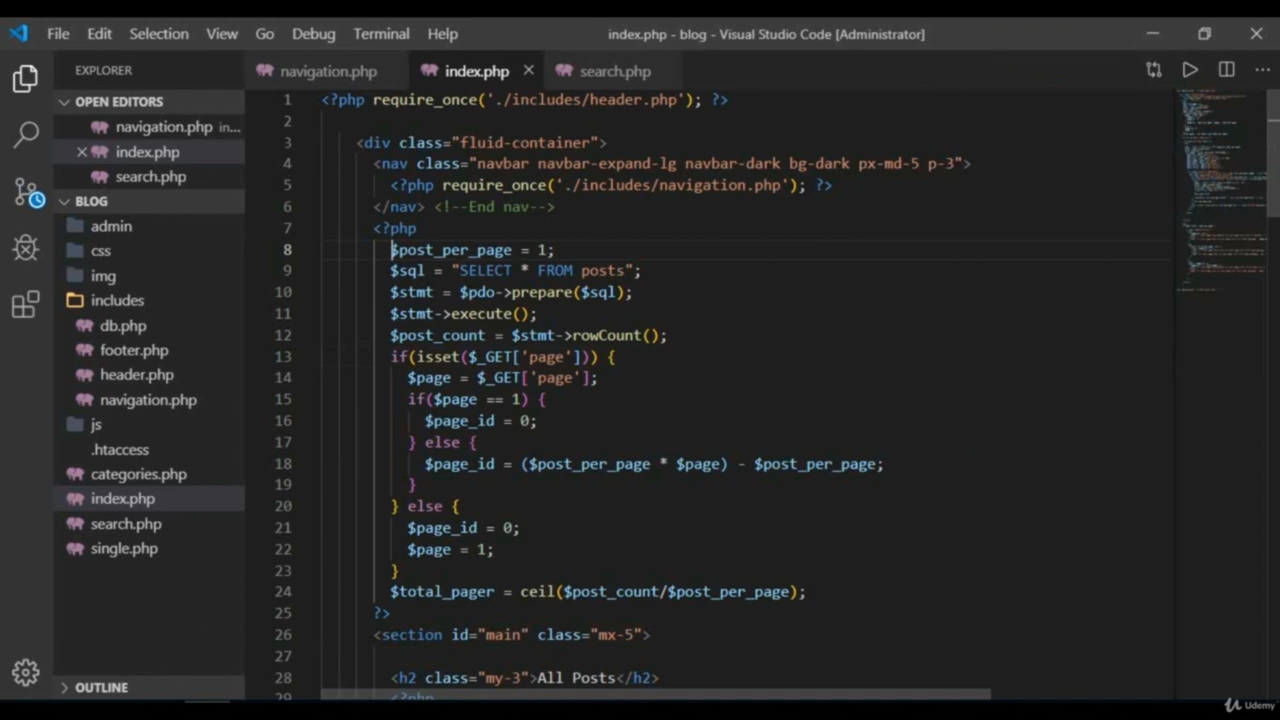 File Edit Selection View Go Debug Terminal Help
index.php - blog - Visual Studio Code [Administrator]
EXPLORER
navigation.php
index.php
search.php
OPEN EDITORS
navigation.php in...
index.php
search.php
BLOG
admin
css
img
includes
db.php
footer.php
header.php
navigation.php
js
.htaccess
categories.php
index.php
search.php
single.php
OUTLINE
1 <?php require_once('./includes/header.php'); ?>
2
3 <div class="fluid-container">
4 <nav class="navbar navbar-expand-lg navbar-dark bg-dark px-md-5 p-3">
5 <?php require_once('./includes/navigation.php'); ?>
6 </nav> <!--End nav-->
7 <?php
8 $post_per_page = 1;
9 $sql = "SELECT * FROM posts";
10 $stmt = $pdo->prepare($sql);
11 $stmt->execute();
12 $post_count = $stmt->rowCount();
13 if(isset($_GET['page'])) {
14 $page = $_GET['page'];
15 if($page == 1) {
16 $page_id = 0;
17 } else {
18 $page_id = ($post_per_page * $page) - $post_per_page;
19 }
20 } else {
21 $page_id = 0;
22 $page = 1;
23 }
24 $total_pager = ceil($post_count/$post_per_page);
25 ?>
26 <section id="main" class="mx-5">
27
28 <h2 class="my-3">All Posts</h2>
29 <?php
Udemy